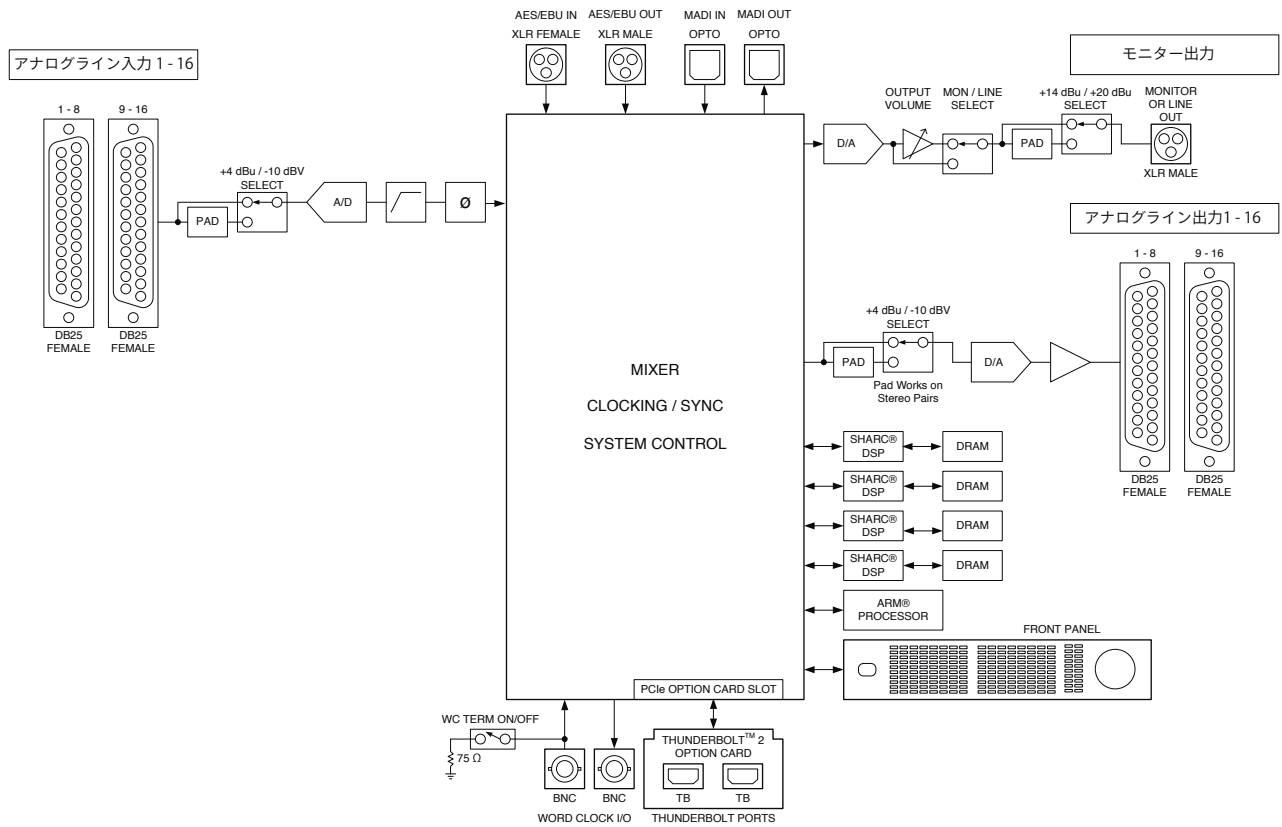 AES/EBU IN
XLR FEMALE
AES/EBU OUT
XLR MALE
MADI IN
OPTO
MADI OUT
OPTO
アナログライン入力 1 - 16
1 - 8
9 - 16
DB25
FEMALE
DB25
FEMALE
+4 dBu / -10 dBV
SELECT
PAD
A/D
Ø
MIXER
CLOCKING / SYNC
SYSTEM CONTROL
モニター出力
D/A
OUTPUT
VOLUME
MON / LINE
SELECT
PAD
+14 dBu / +20 dBu
SELECT
MONITOR
OR LINE
OUT
XLR MALE
アナログライン出力1 - 16
+4 dBu / -10 dBV
SELECT
PAD
Pad Works on
Stereo Pairs
D/A
1 - 8
9 - 16
DB25
FEMALE
DB25
FEMALE
SHARC®
DSP
DRAM
SHARC®
DSP
DRAM
SHARC®
DSP
DRAM
SHARC®
DSP
DRAM
ARM®
PROCESSOR
FRONT PANEL
PCIe OPTION CARD SLOT
WC TERM ON/OFF
75 Ω
BNC
BNC
WORD CLOCK I/O
THUNDERBOLT™ 2
OPTION CARD
TB
TB
THUNDERBOLT PORTS